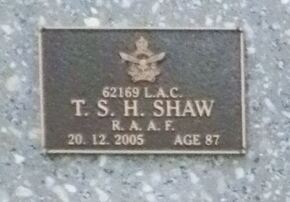 62169 L.A.C.
T. S. H. SHAW
R. A. A. F.
20. 12. 2005 AGE 87